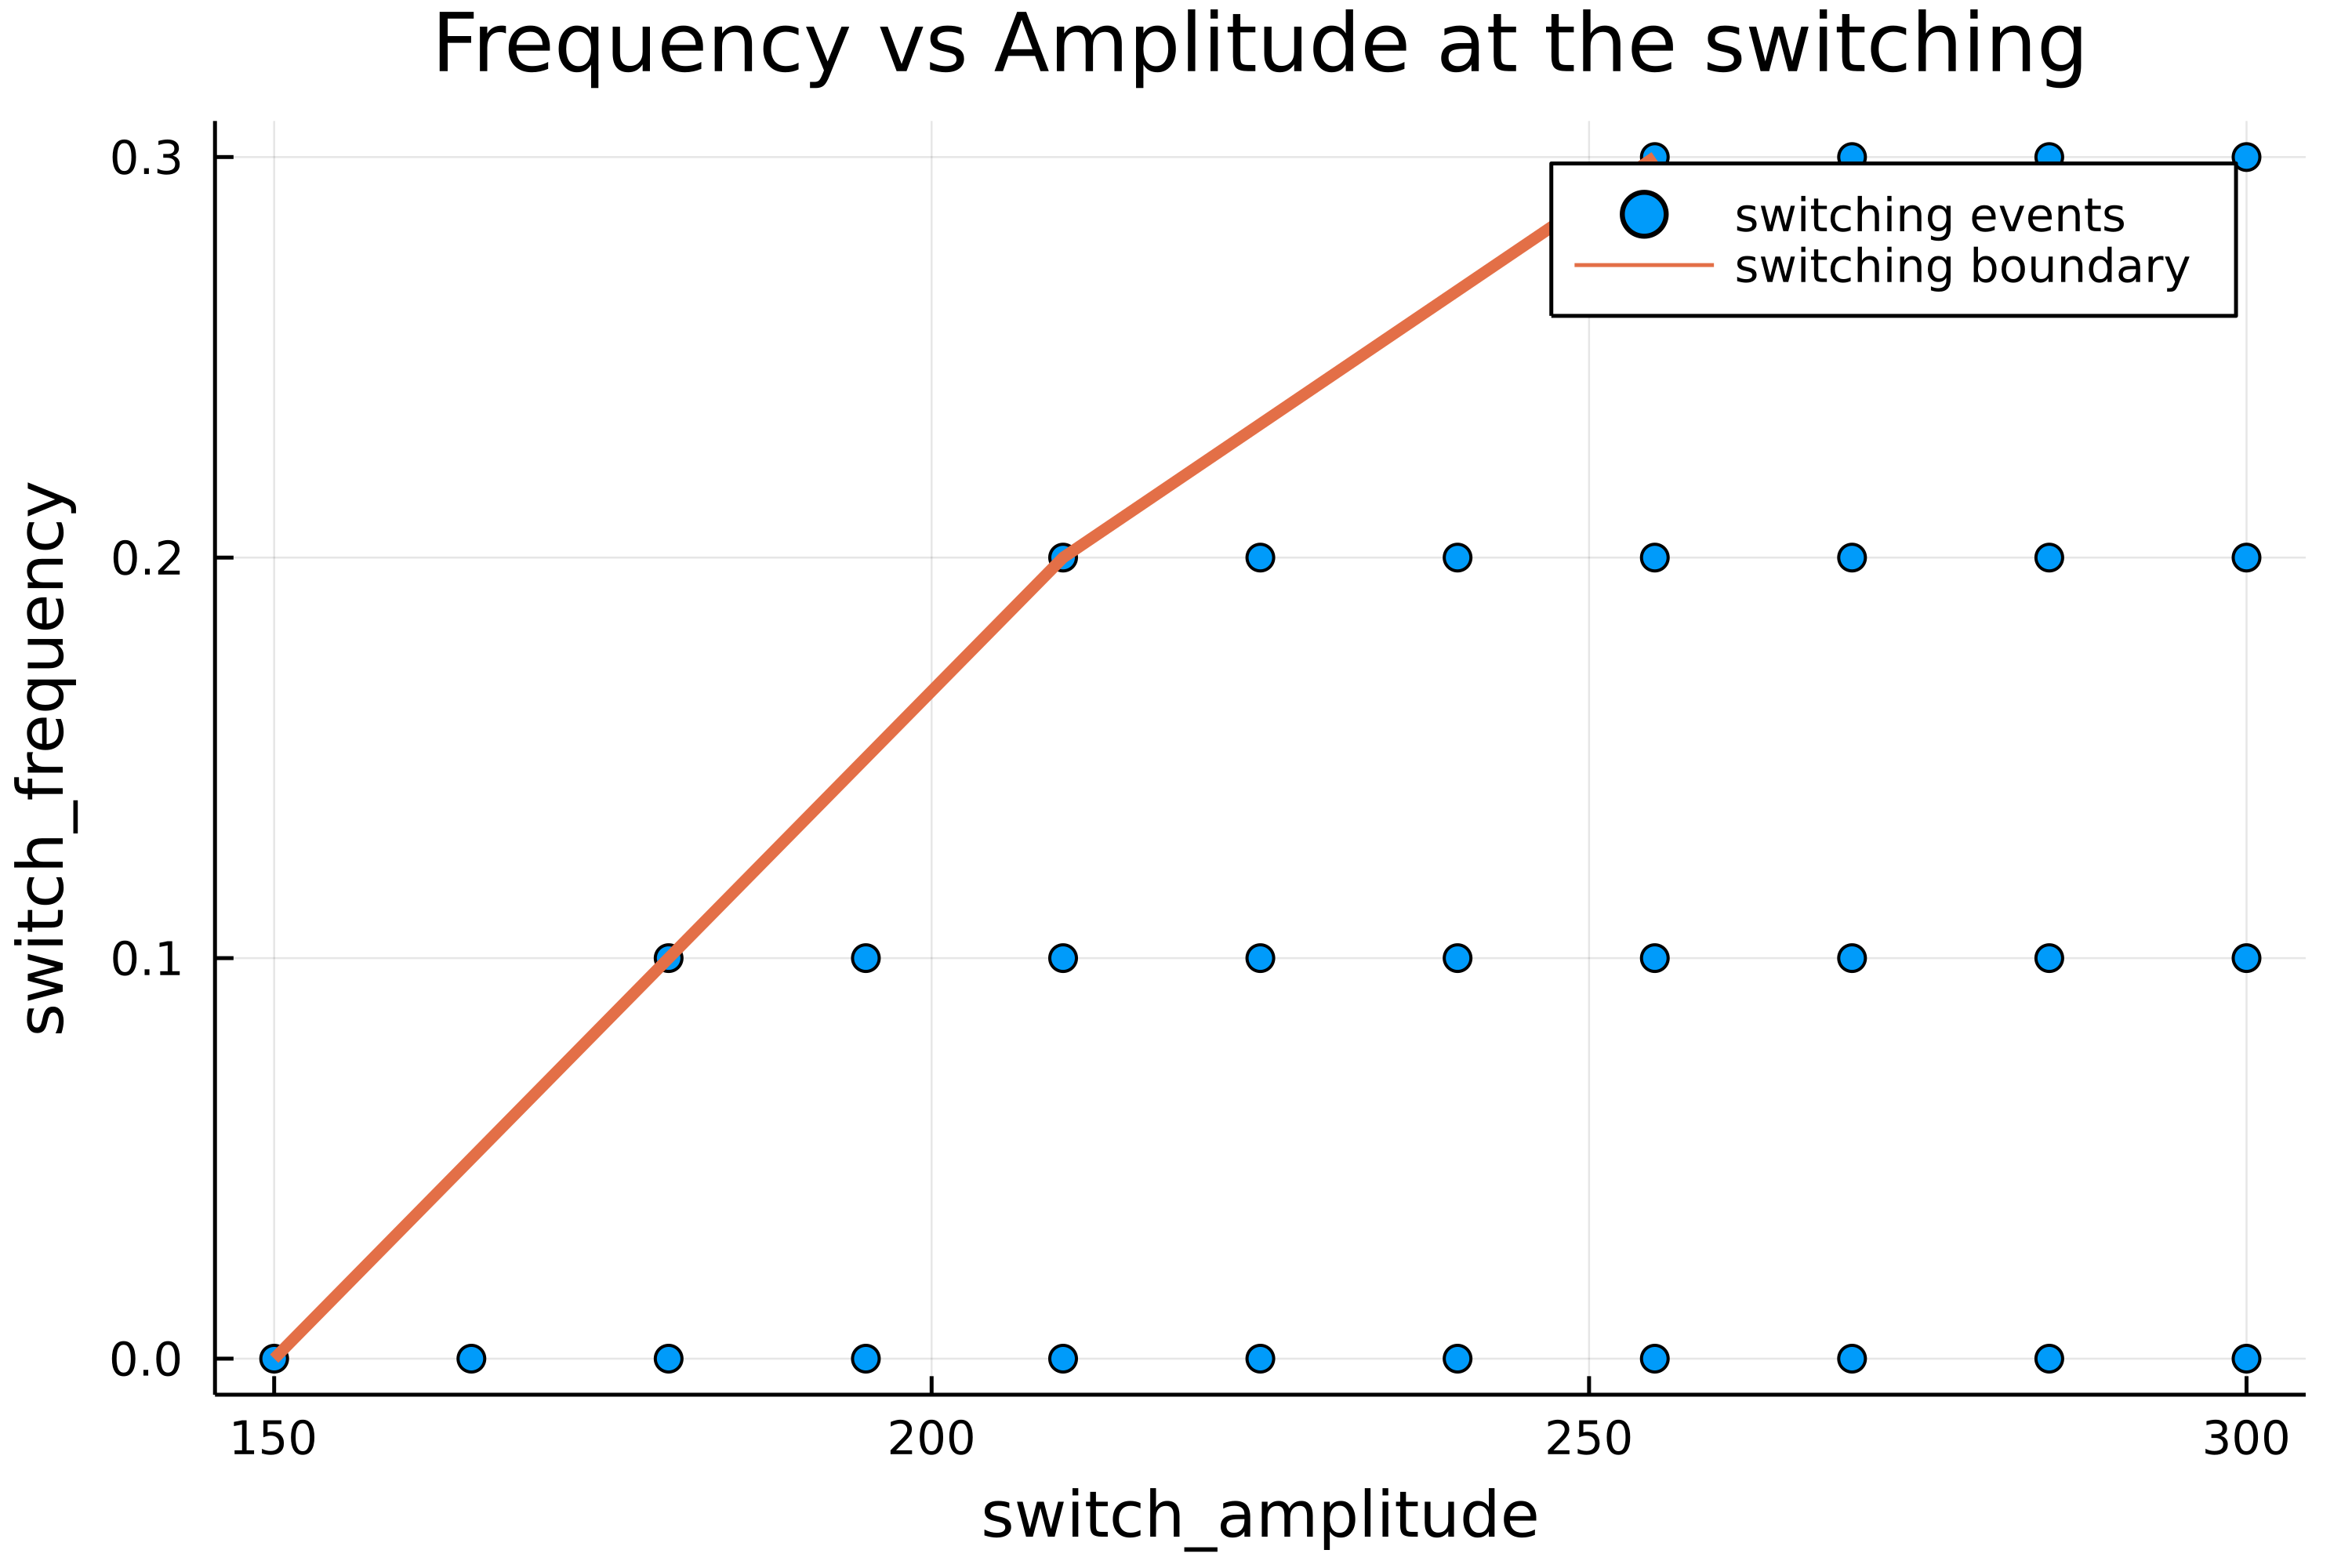 Frequency vs Amplitude at the switching
0.3
switching events
switching boundary
0.2
switch_frequency
0.1
0.0
150 200 250 300
switch_amplitude